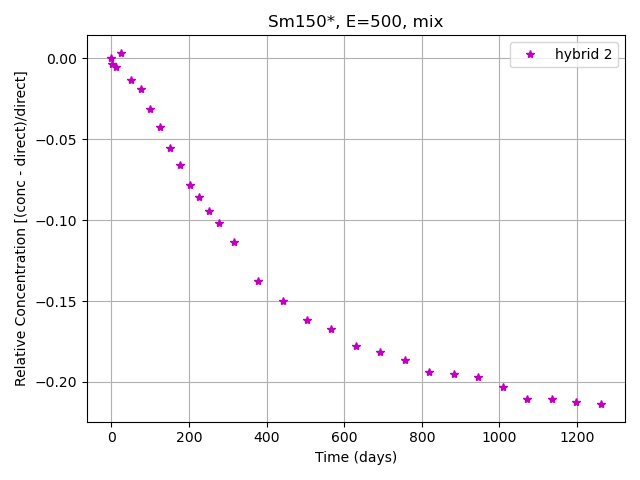 Sm150*, E=500, mix
hybrid 2
Relative Concentration [(conc - direct)/direct]
0.00
−0.05
−0.10
−0.15
−0.20
0 200 400 600 800 1000 1200
Time (days)